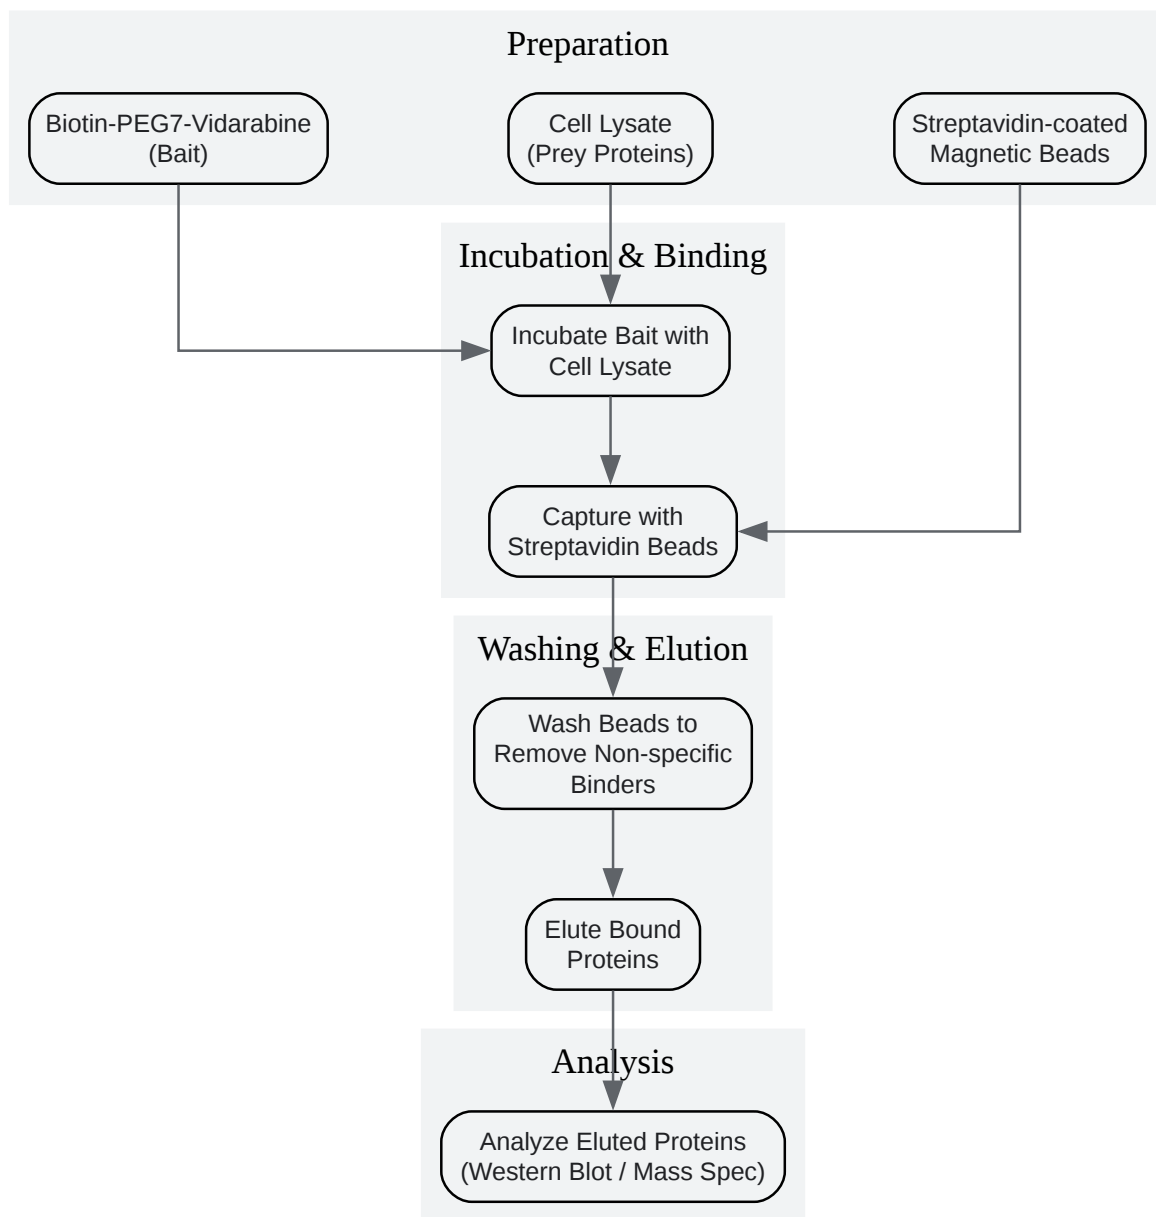 Preparation
Biotin-PEG7-Vidarabine
(Bait)
Cell Lysate
(Prey Proteins)
Streptavidin-coated
Magnetic Beads
Incubation & Binding
Incubate Bait with
Cell Lysate
Capture with
Streptavidin Beads
Washing & Elution
Wash Beads to
Remove Non-specific
Binders
Elute Bound
Proteins
Analysis
Analyze Eluted Proteins
(Western Blot / Mass Spec)